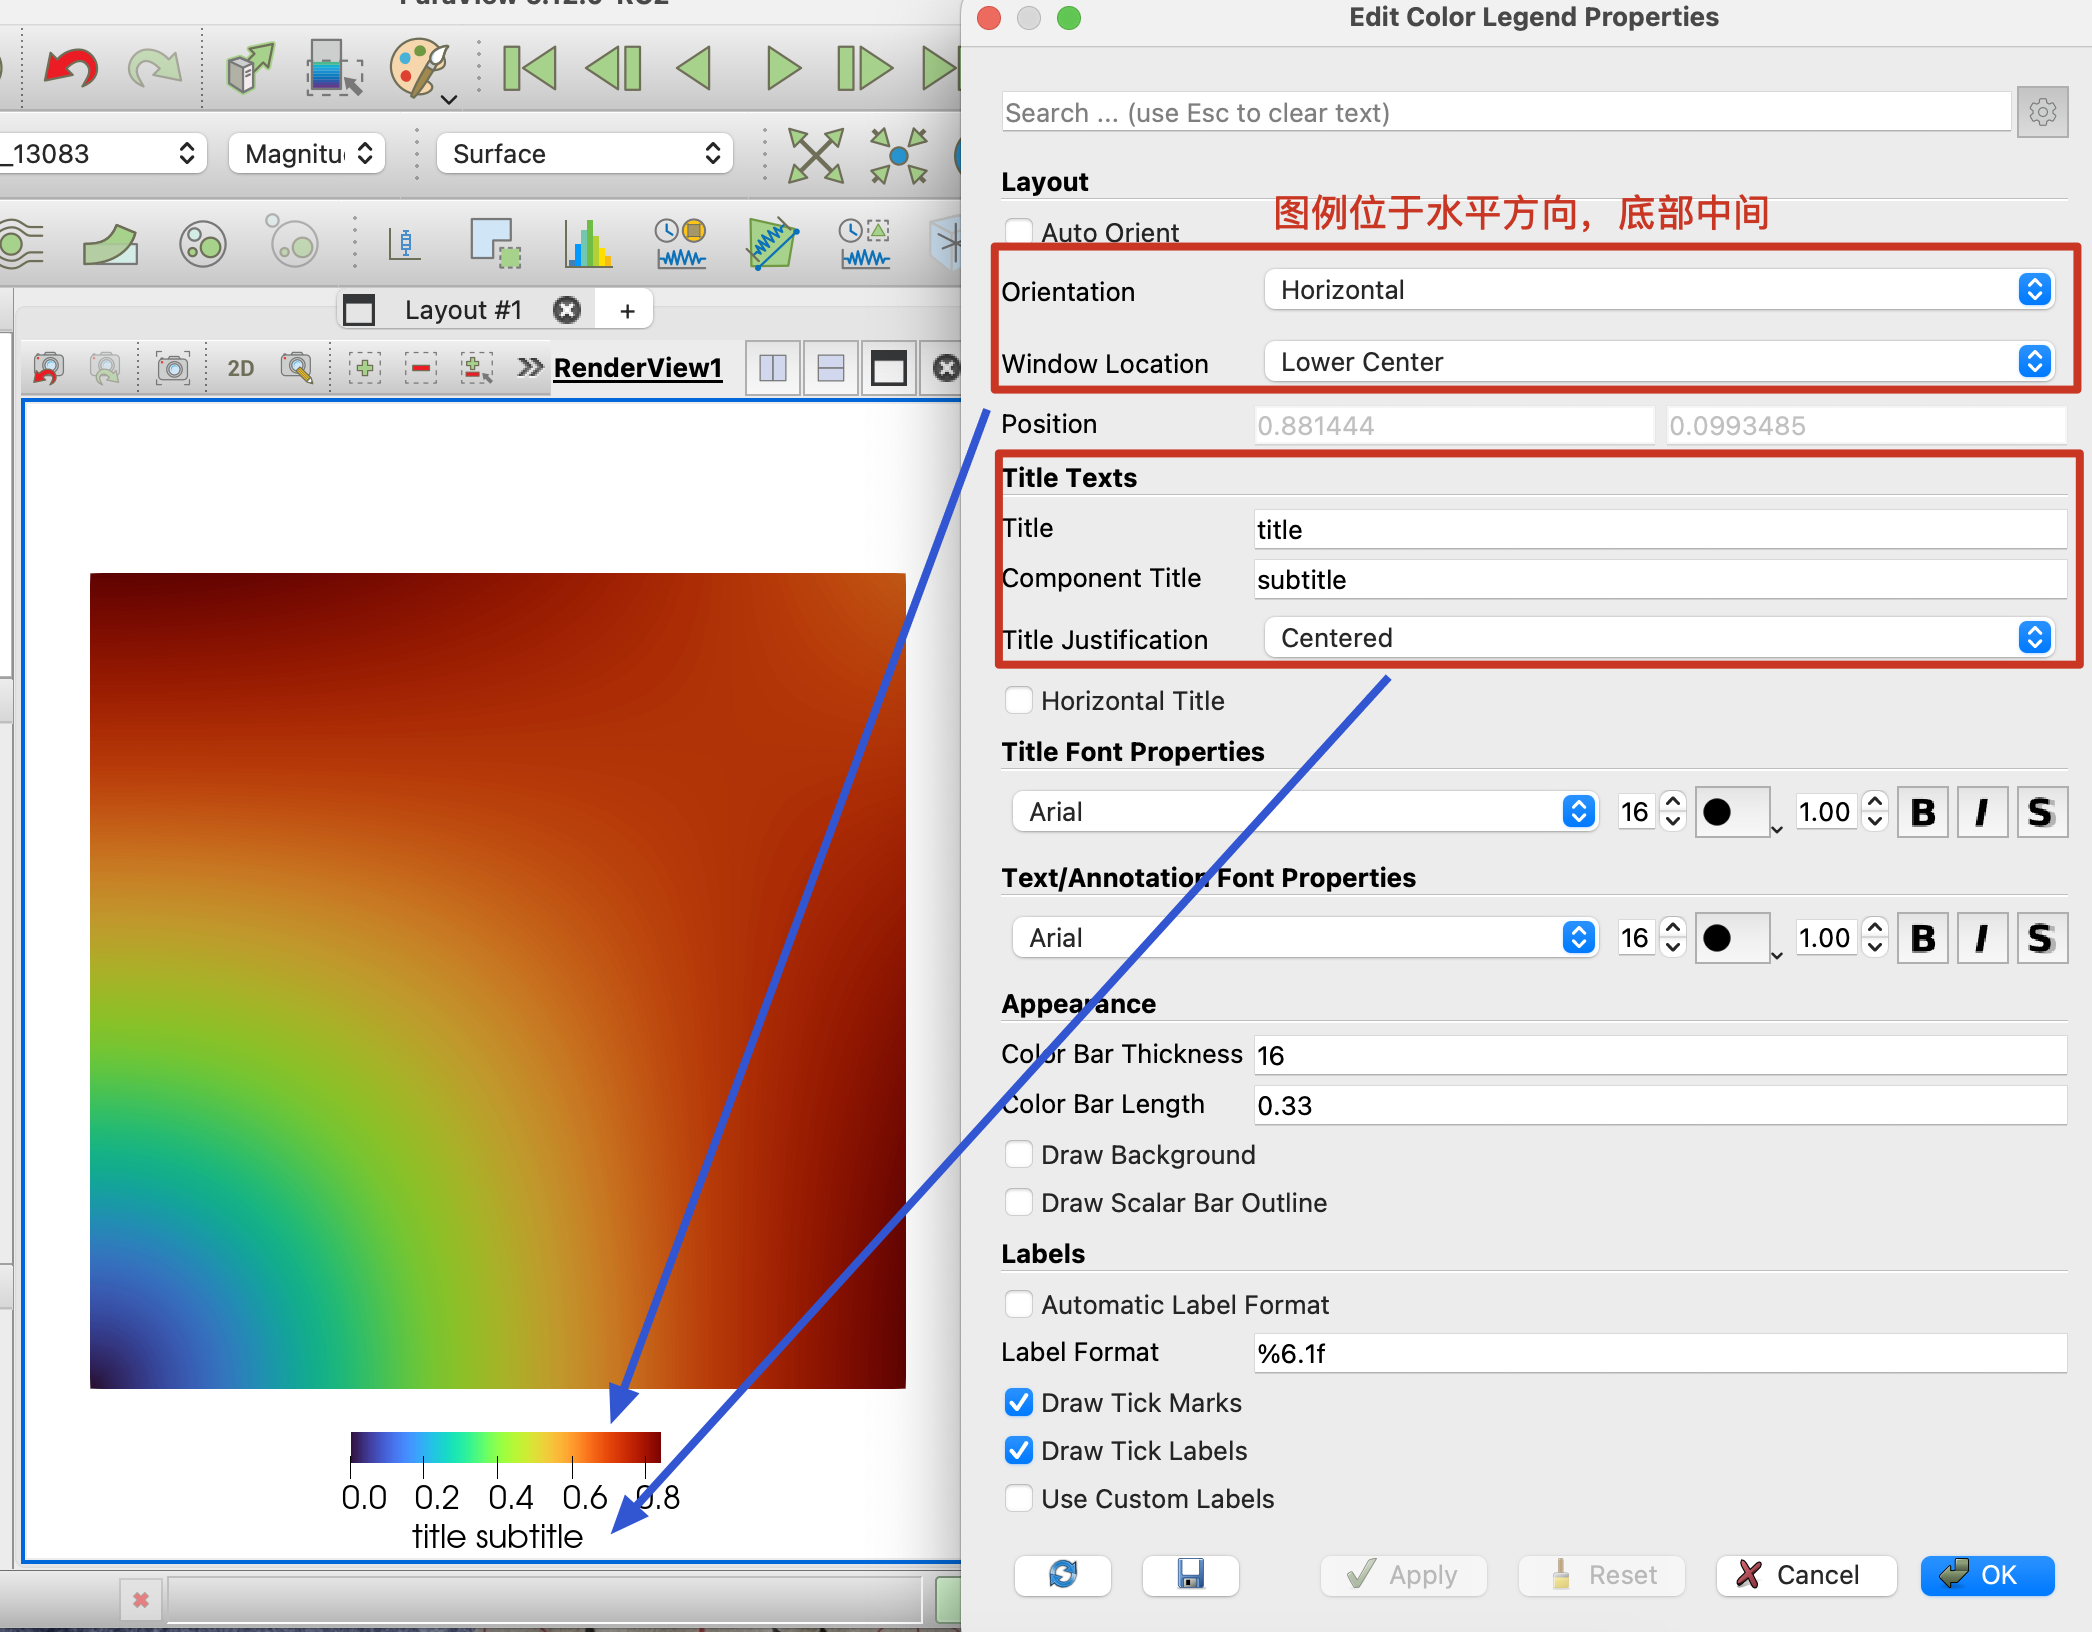 Edit Color Legend Properties
Search ... (use Esc to clear text)
_13083
Magnitu
Surface
Layout #1
+
2D
RenderView1
0.0 0.2 0.4 0.6 0.8
title subtitle
Layout
图例位于水平方向，底部中间
Auto Orient
Orientation
Horizontal
Window Location
Lower Center
Position
0.881444
0.0993485
Title Texts
Title
title
Component Title
subtitle
Title Justification
Centered
Horizontal Title
Title Font Properties
Arial
16
1.00
B
I
S
Text/Annotation Font Properties
Arial
16
1.00
B
I
S
Appearance
Color Bar Thickness
16
Color Bar Length
0.33
Draw Background
Draw Scalar Bar Outline
Labels
Automatic Label Format
Label Format
%6.1f
Draw Tick Marks
Draw Tick Labels
Use Custom Labels
Apply
Reset
Cancel
OK